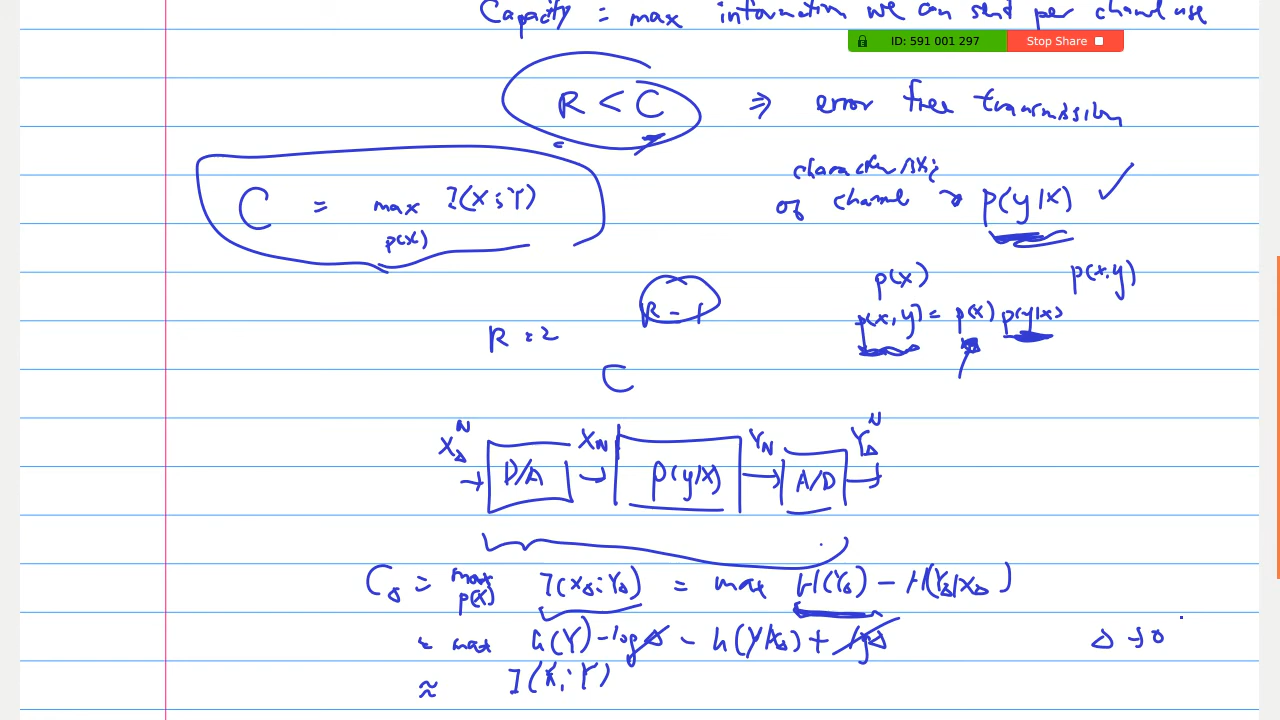 Capacity = max information we can sent per channel use
ID: 591 001 297 Stop Share
R < C ⇒ error free transmission
characteristic
of channel → p(y|x) ✓
C = max I(X;Y)
p(x)
p(x) p(x,y)
R = 1
p(x,y) = p(x) p(y|x)
R = 2
C
X_Δ^N X_N Y_N Y_Δ^N
D/A p(y|x) A/D
C_Δ = max I(X_Δ;Y_Δ) = max H(Y_Δ) - H(Y_Δ|X_Δ)
p(x)
= max h(Y) - log Δ - h(Y|X_Δ) + log Δ Δ → 0
≈ I(X;Y)